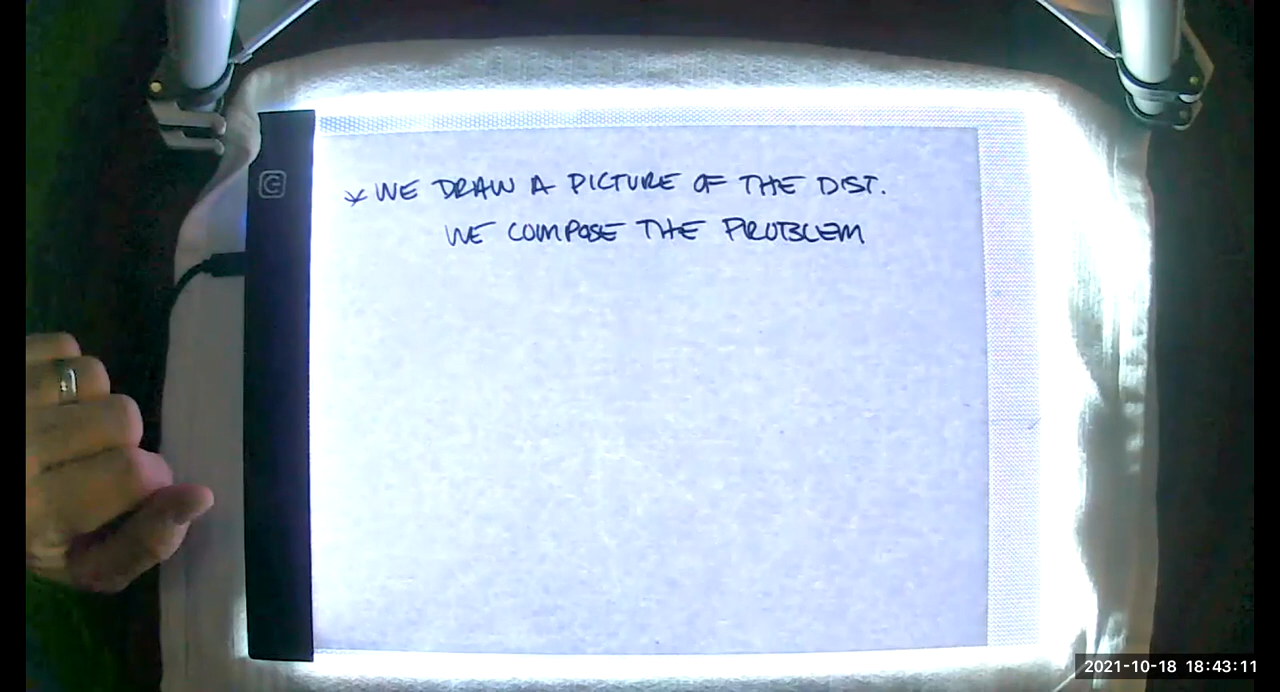 * WE DRAW A PICTURE OF THE DIST.
WE COMPOSE THE PROBLEM
C
2021-10-18 18:43:11